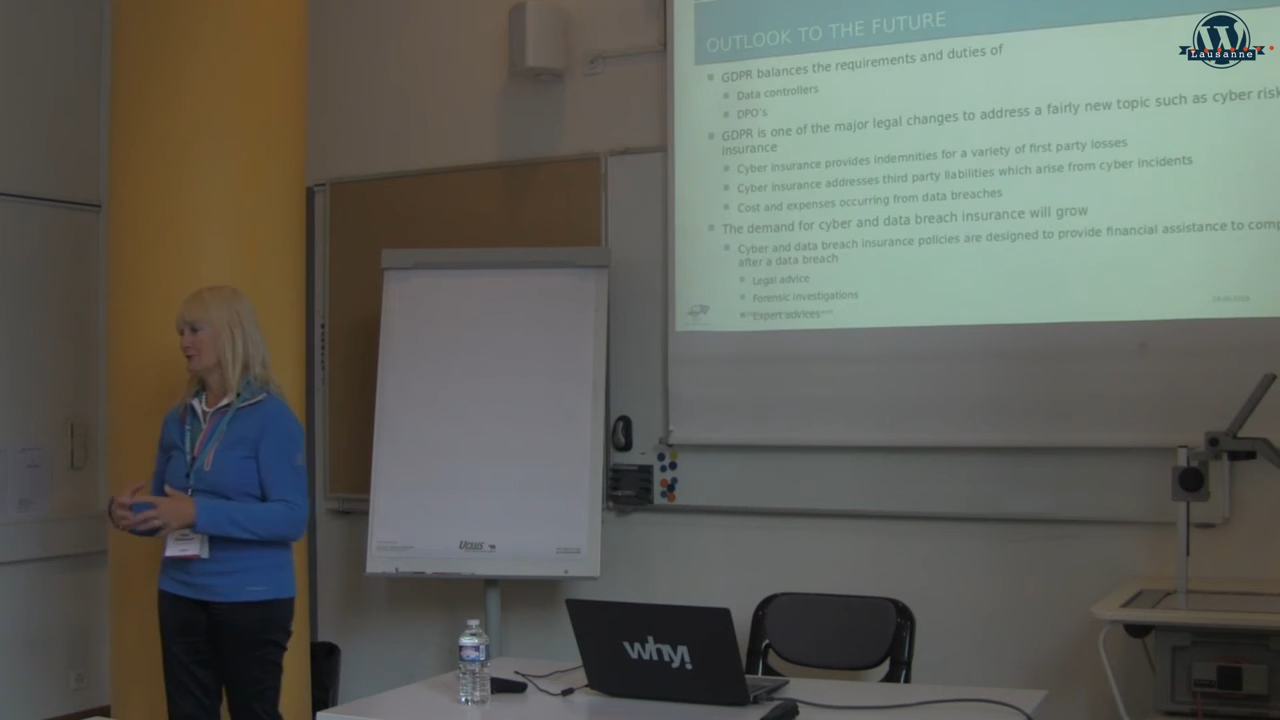 OUTLOOK TO THE FUTURE
GDPR balances the requirements and duties of
Data controllers
DPO's
GDPR is one of the major legal changes to address a fairly new topic such as cyber risk
insurance
Cyber insurance provides indemnities for a variety of first party losses
Cyber insurance addresses third party liabilities which arise from cyber incidents
Cost and expenses occurring from data breaches
The demand for cyber and data breach insurance will grow
Cyber and data breach insurance policies are designed to provide financial assistance to comp
after a data breach
Legal advice
Forensic investigations
Expert advices
W
Lausanne
why!